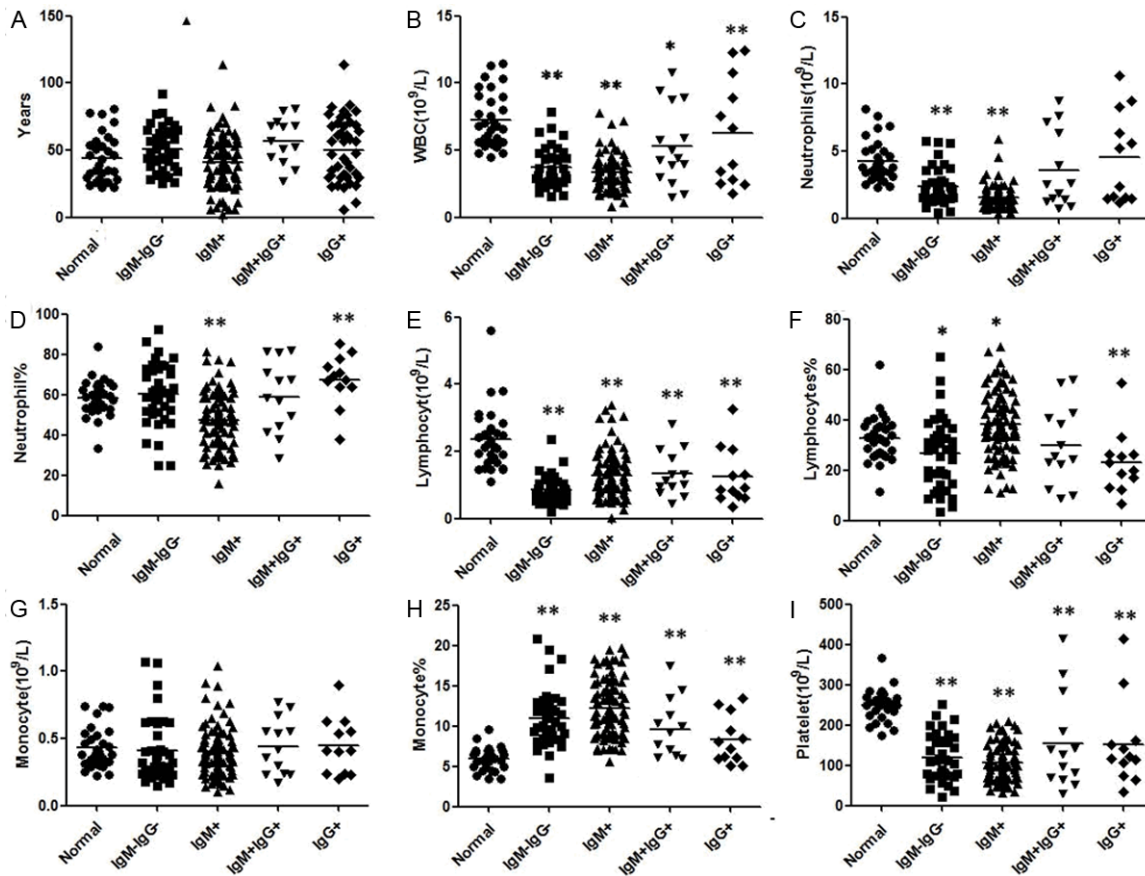 A
150
100
50
0
Years
Normal
IgM-IgG-
IgM+
IgM+IgG+
IgG+
B
** ** * **
15
10
5
0
WBC(10⁹/L)
Normal
IgM-IgG-
IgM+
IgM+IgG+
IgG+
C
** **
15
10
5
0
Neutrophils(10⁹/L)
Normal
IgM-IgG-
IgM+
IgM+IgG+
IgG+
D
** **
100
80
60
40
20
0
Neutrophil%
Normal
IgM-IgG-
IgM+
IgM+IgG+
IgG+
E
** ** ** **
6
4
2
0
Lymphocyt(10⁹/L)
Normal
IgM-IgG-
IgM+
IgM+IgG+
IgG+
F
* * **
80
60
40
20
0
Lymphocytes%
Normal
IgM-IgG-
IgM+
IgM+IgG+
IgG+
G
1.5
1.0
0.5
0.0
Monocyte(10⁹/L)
Normal
IgM-IgG-
IgM+
IgM+IgG+
IgG+
H
** ** ** **
25
20
15
10
5
0
Monocyte%
Normal
IgM-IgG-
IgM+
IgM+IgG+
IgG+
I
** ** ** **
500
400
300
200
100
0
Platelet(10⁹/L)
Normal
IgM-IgG-
IgM+
IgM+IgG+
IgG+